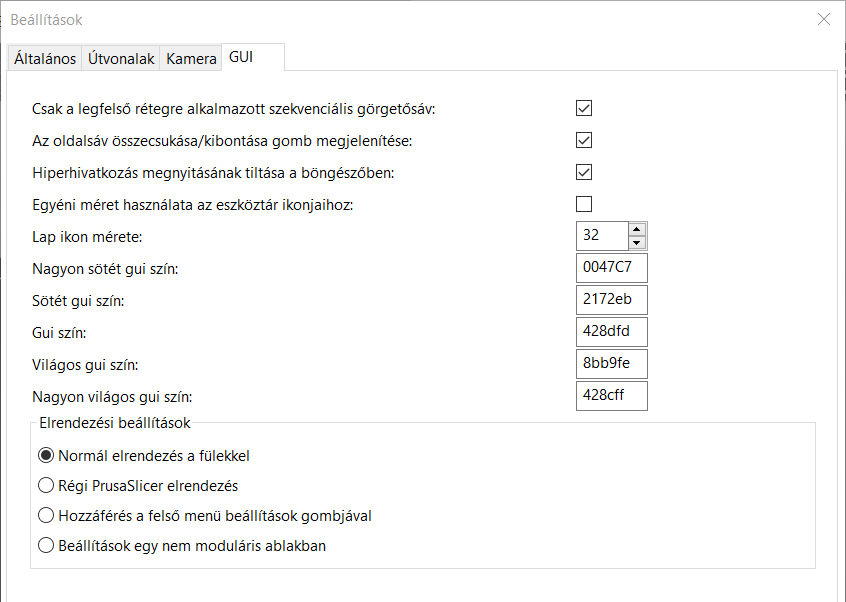 Beállítások
Általános Útvonalak Kamera GUI
Csak a legfelső rétegre alkalmazott szekvenciális görgetősáv:
Az oldalsáv összecsukása/kibontása gomb megjelenítése:
Hiperhivatkozás megnyitásának tiltása a böngészőben:
Egyéni méret használata az eszköztár ikonjaihoz:
Lap ikon mérete: 32
Nagyon sötét gui szín: 0047C7
Sötét gui szín: 2172eb
Gui szín: 428dfd
Világos gui szín: 8bb9fe
Nagyon világos gui szín: 428cff
Elrendezési beállítások
Normál elrendezés a fülekkel
Régi PrusaSlicer elrendezés
Hozzáférés a felső menü beállítások gombjával
Beállítások egy nem moduláris ablakban